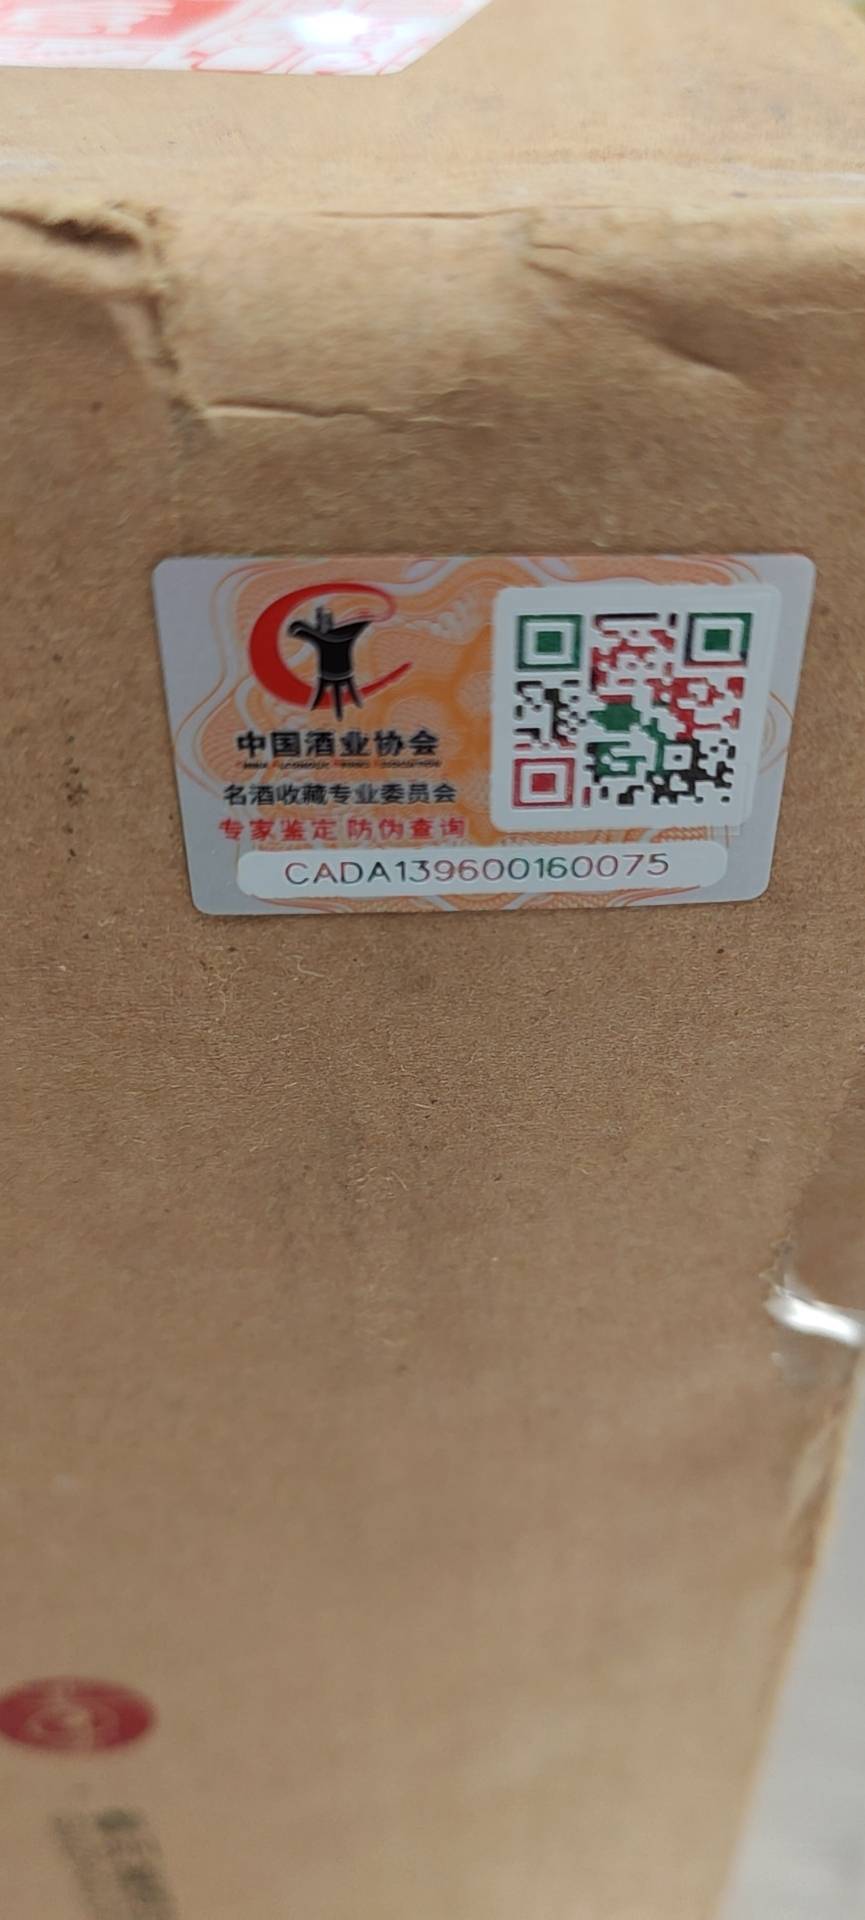 中国酒业协会
名酒收藏专业委员会
专家鉴定 防伪查询
CADA139600160075